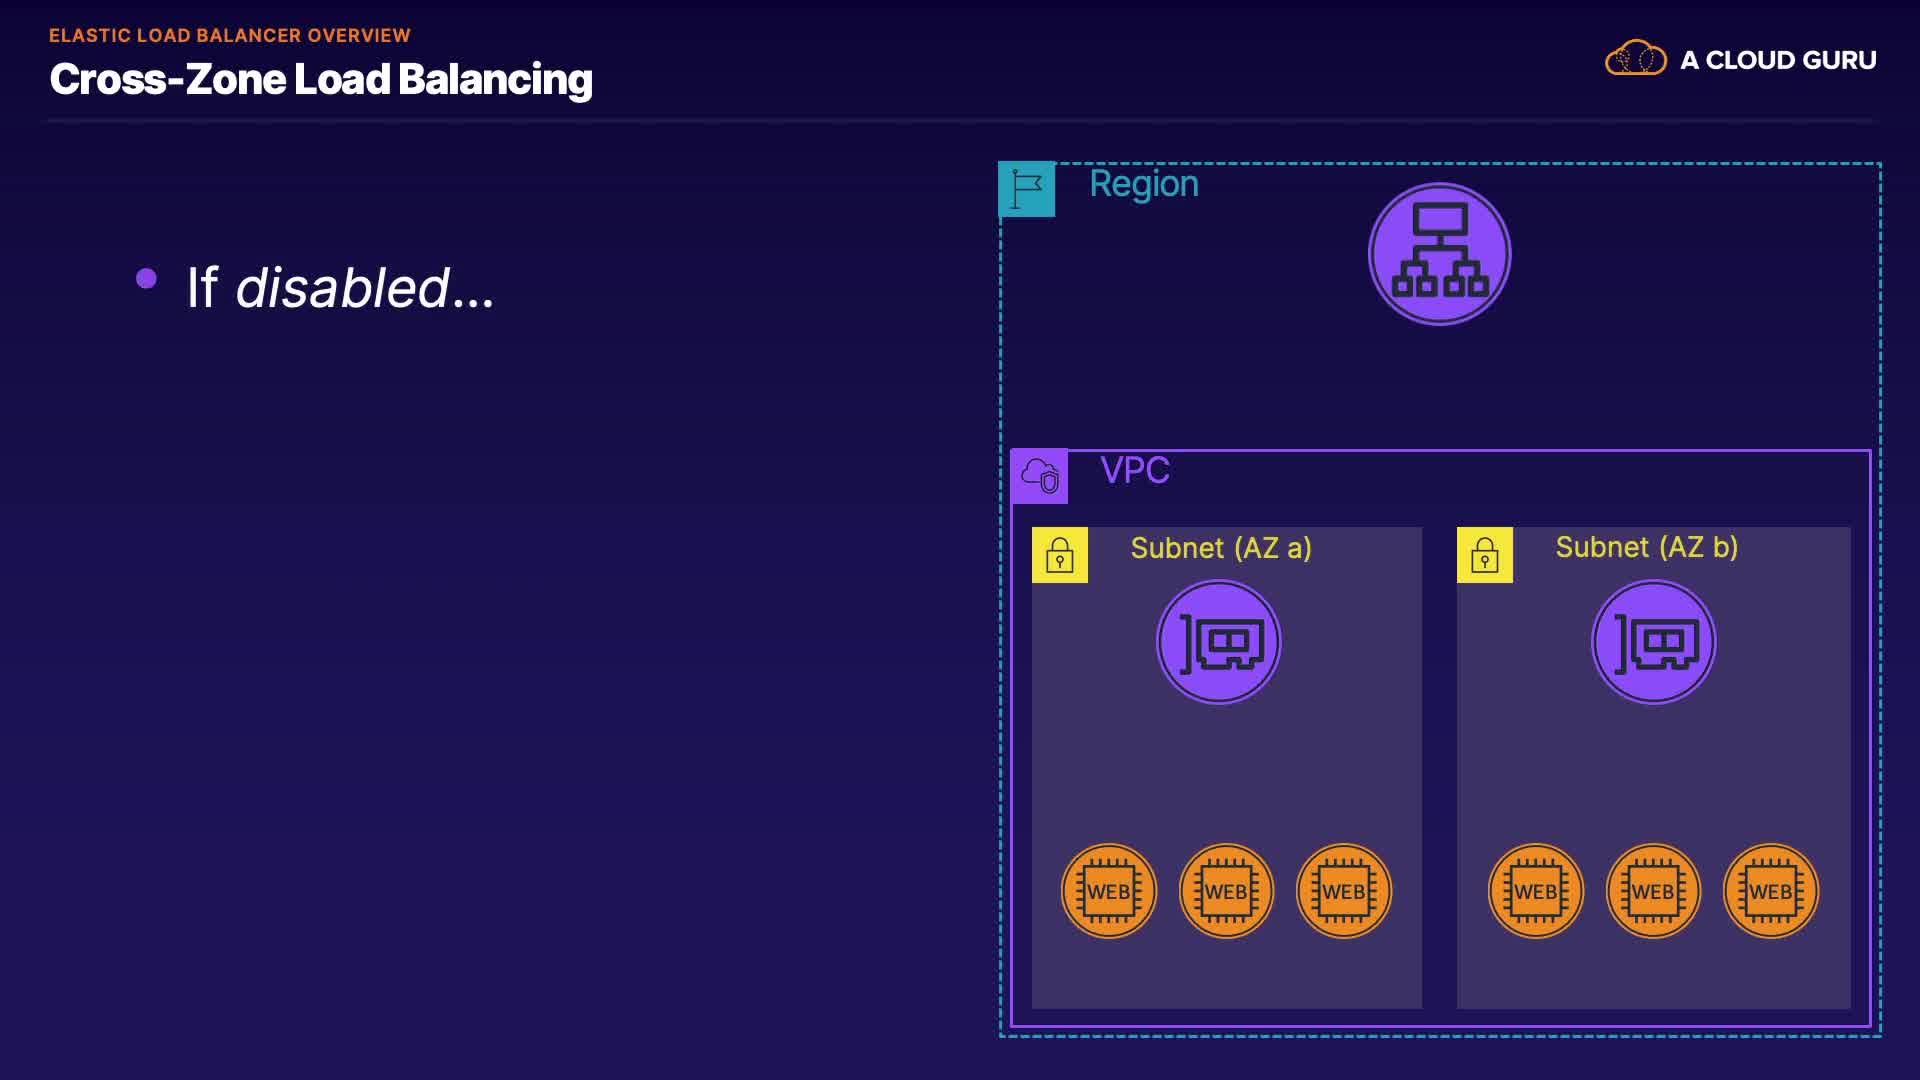 ELASTIC LOAD BALANCER OVERVIEW
Cross-Zone Load Balancing
A CLOUD GURU
• If disabled...
Region
VPC
Subnet (AZ a)
Subnet (AZ b)
WEB WEB WEB WEB WEB WEB